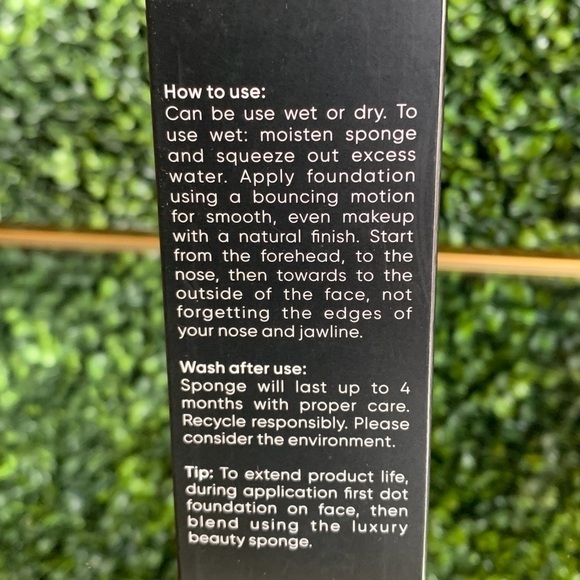 How to use:
Can be use wet or dry. To
use wet: moisten sponge
and squeeze out excess
water. Apply foundation
using a bouncing motion
for smooth, even makeup
with a natural finish. Start
from the forehead, to the
nose, then towards to the
outside of the face, not
forgetting the edges of
your nose and jawline.
Wash after use:
Sponge will last up to 4
months with proper care.
Recycle responsibly. Please
consider the environment.
Tip: To extend product life,
during application first dot
foundation on face, then
blend using the luxury
beauty sponge.